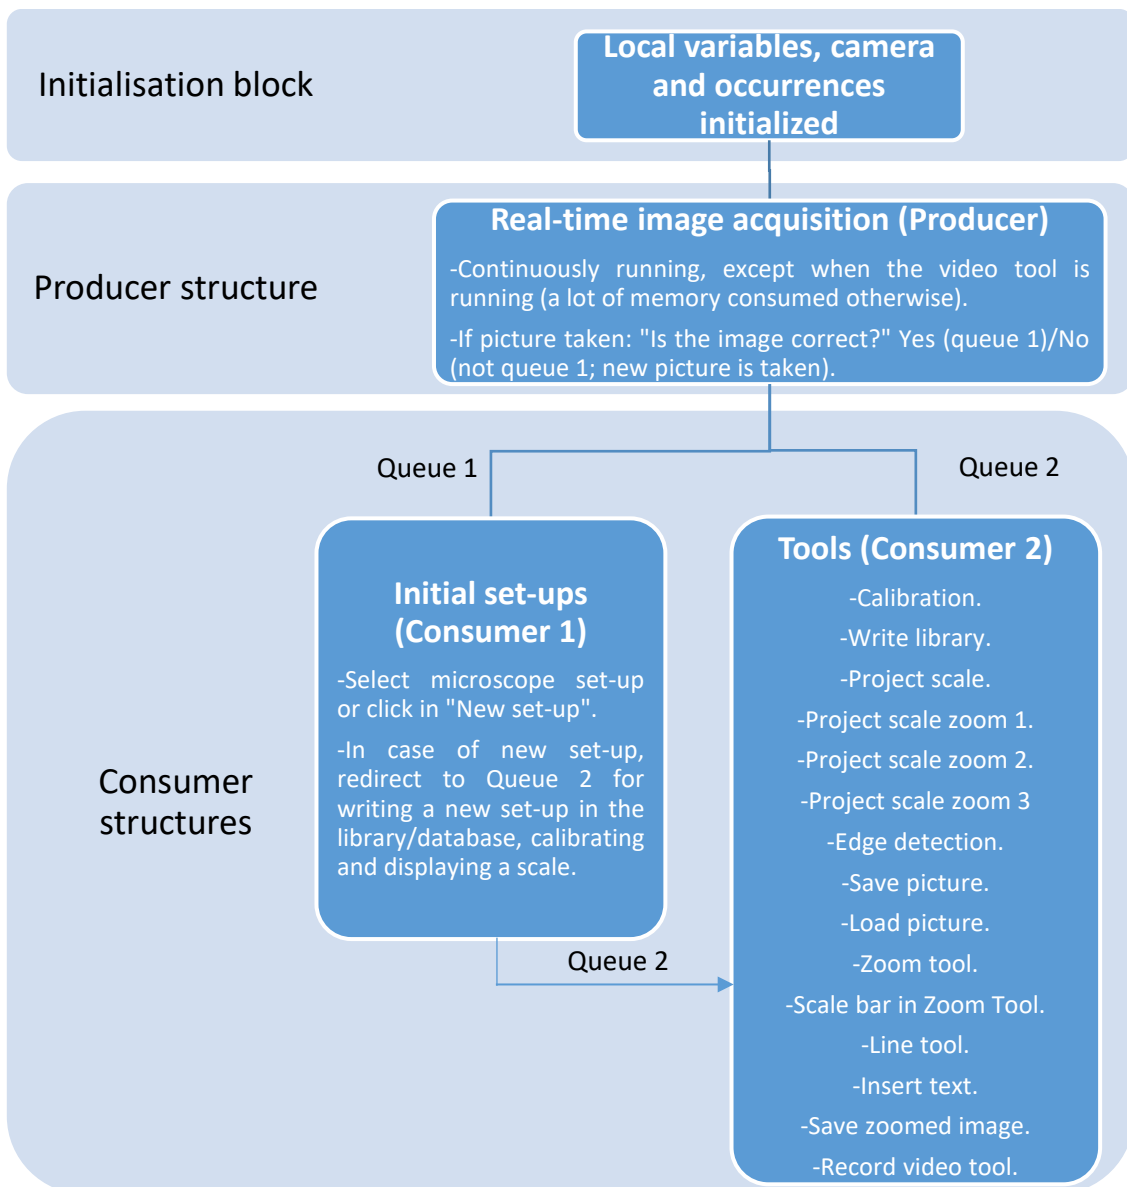 Initialisation block
Local variables, camera
and occurrences
initialized
Producer structure
Real-time image acquisition (Producer)
-Continuously running, except when the video tool is
running (a lot of memory consumed otherwise).
-If picture taken: "Is the image correct?" Yes (queue 1)/No
(not queue 1; new picture is taken).
Queue 1
Queue 2
Consumer
structures
Initial set-ups
(Consumer 1)
-Select microscope set-up
or click in "New set-up".
-In case of new set-up,
redirect to Queue 2 for
writing a new set-up in the
library/database, calibrating
and displaying a scale.
Queue 2
Tools (Consumer 2)
-Calibration.
-Write library.
-Project scale.
-Project scale zoom 1.
-Project scale zoom 2.
-Project scale zoom 3
-Edge detection.
-Save picture.
-Load picture.
-Zoom tool.
-Scale bar in Zoom Tool.
-Line tool.
-Insert text.
-Save zoomed image.
-Record video tool.